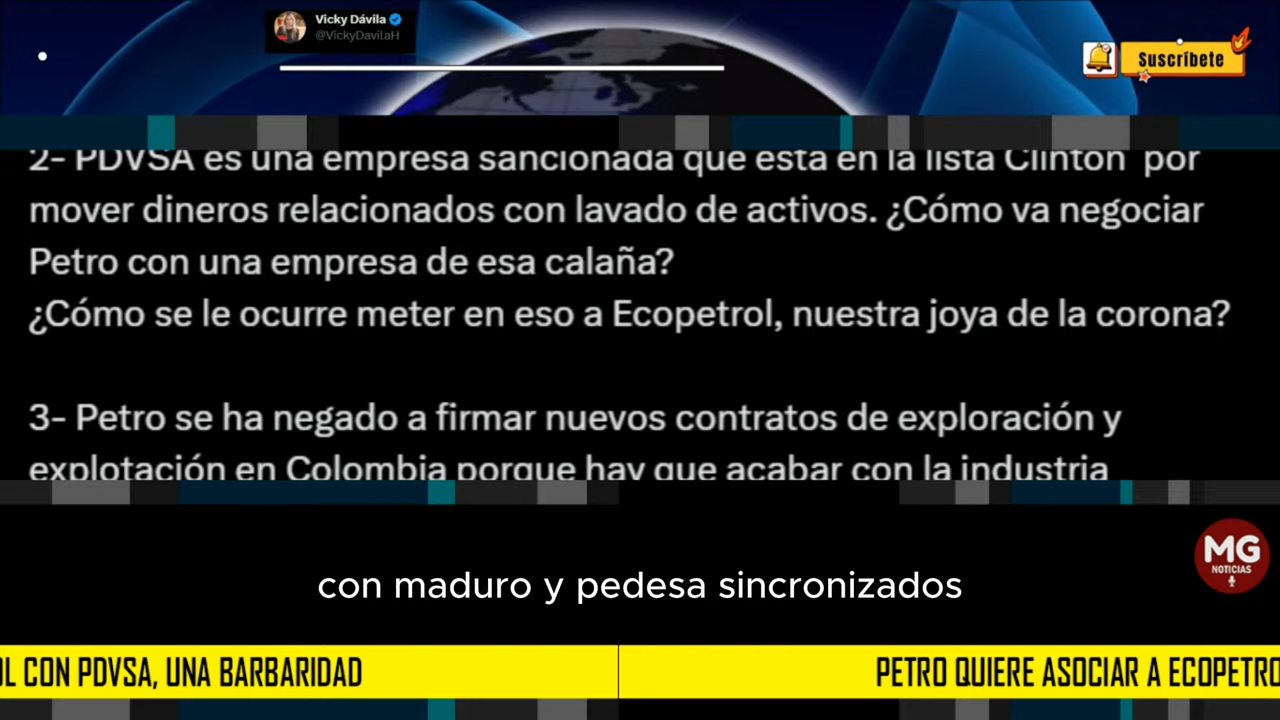 Vicky Dávila
@VickyDavilaH
Suscríbete
2- PDVSA es una empresa sancionada que esta en la lista Clinton por
mover dineros relacionados con lavado de activos. ¿Cómo va negociar
Petro con una empresa de esa calaña?
¿Cómo se le ocurre meter en eso a Ecopetrol, nuestra joya de la corona?
3- Petro se ha negado a firmar nuevos contratos de exploración y
explotación en Colombia porque hay que acabar con la industria
MG
NOTICIAS
con maduro y pedesa sincronizados
OL CON PDVSA, UNA BARBARIDAD
PETRO QUIERE ASOCIAR A ECOPETRO